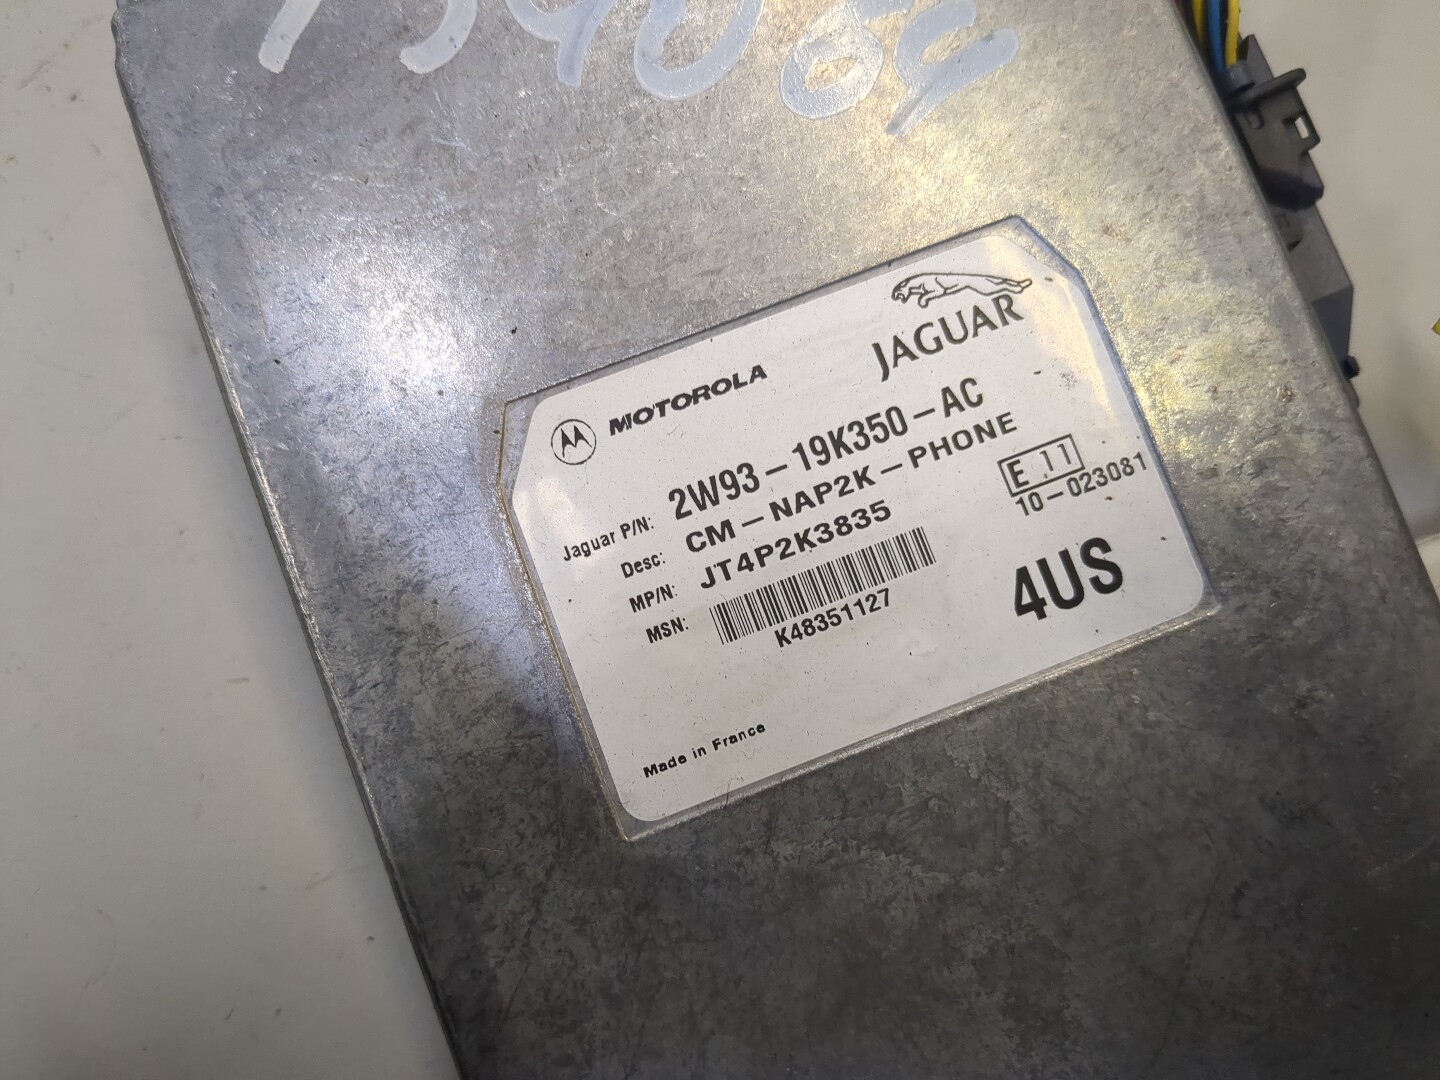 MOTOROLA
JAGUAR
Jaguar P/N: 2W93-19K350-AC
Desc: CM-NAP2K-PHONE
MP/N: JT4P2K3835
MSN:
K48351127
E 11
10-023081
4US
Made in France